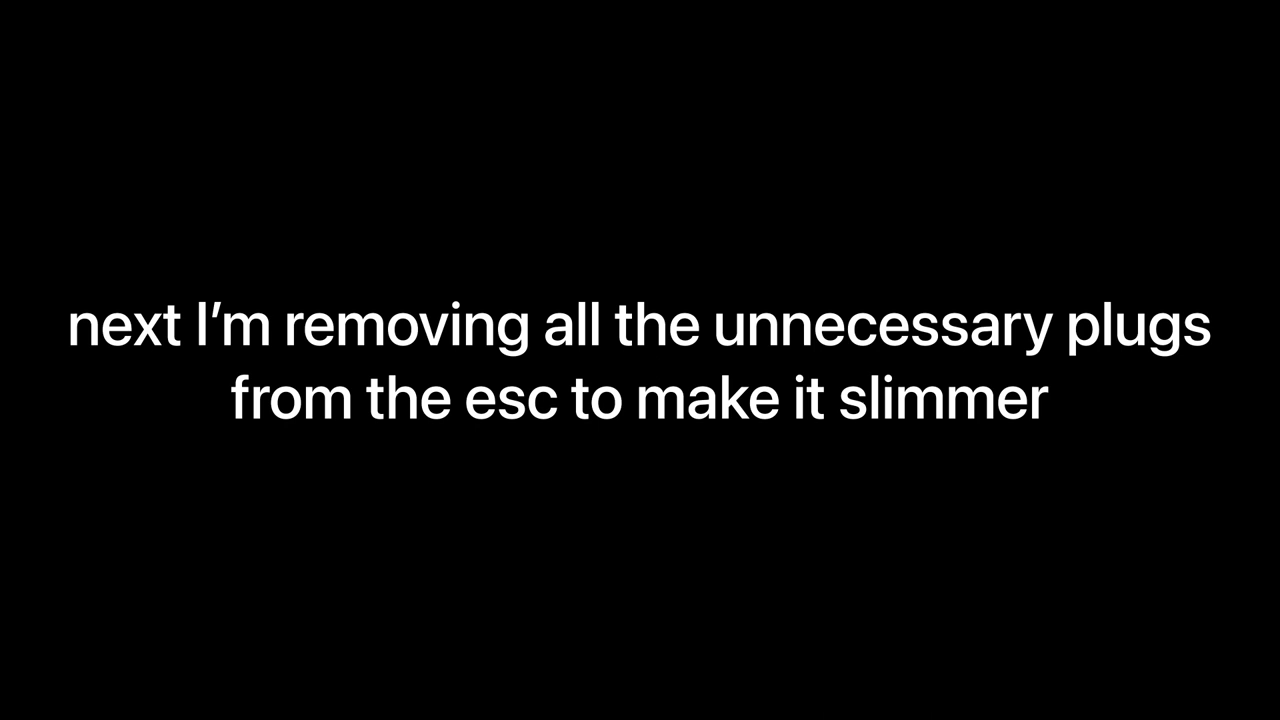 next I’m removing all the unnecessary plugs
from the esc to make it slimmer